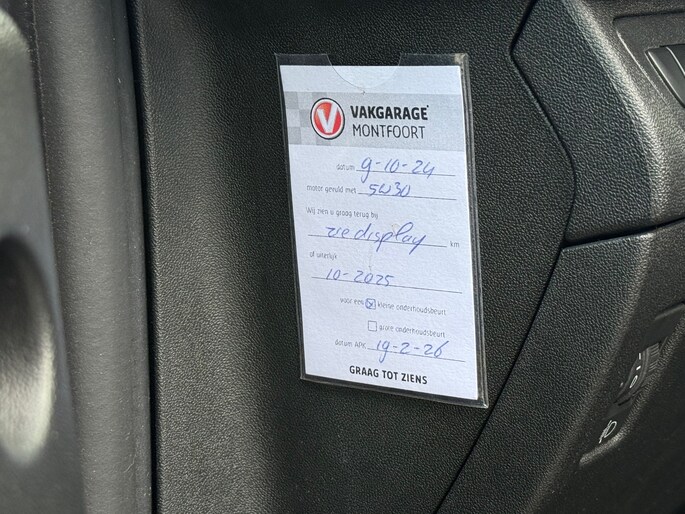 V VAKGARAGE
MONTFOORT
datum 9-10-24
motor gevuld met 5W30
Wij zien u graag terug bij
zie display km
of uiterlijk
10-2025
voor een ☒ kleine onderhoudsbeurt
☐ grote onderhoudsbeurt
datum APK 19-2-26
GRAAG TOT ZIENS